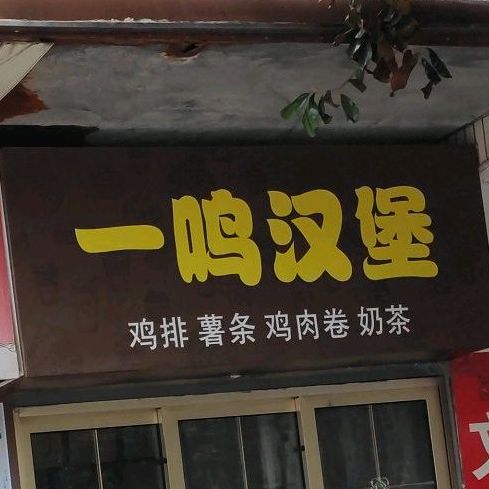 一鸣汉堡
鸡排 薯条 鸡肉卷 奶茶